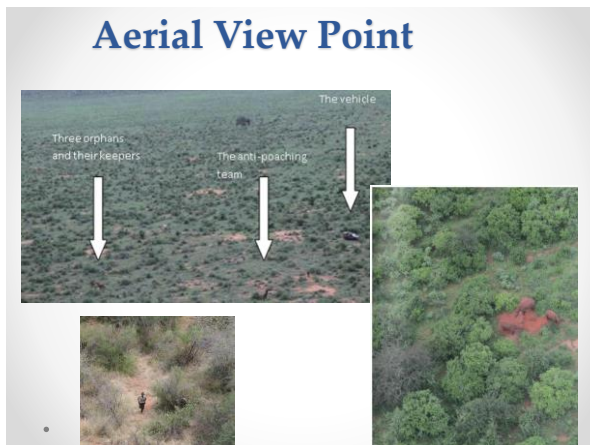 Aerial View Point
The vehicle
Three orphans
and their keepers
The anti-poaching
team